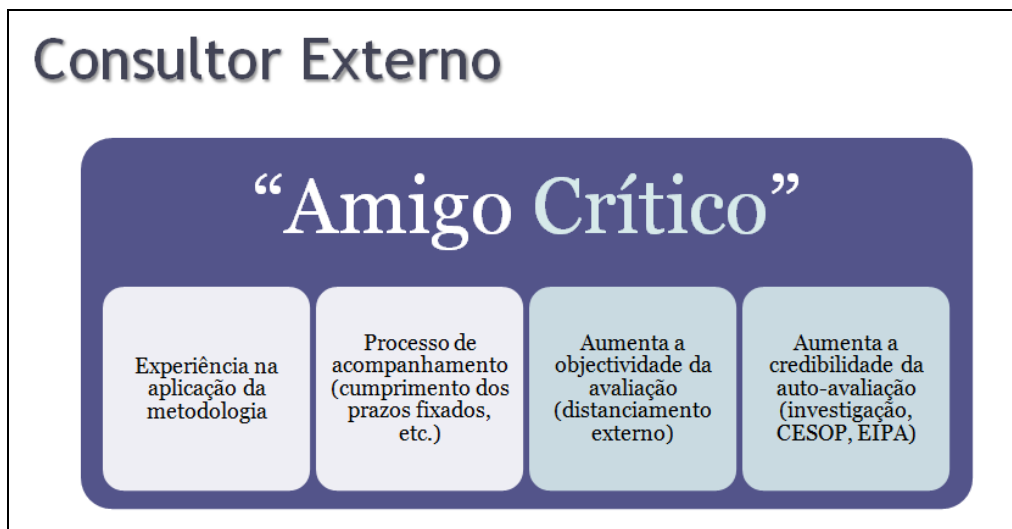 Consultor Externo
“Amigo Crítico”
Experiência na
aplicação da
metodologia
Processo de
acompanhamento
(cumprimento dos
prazos fixados,
etc.)
Aumenta a
objectividade da
avaliação
(distanciamento
externo)
Aumenta a
credibilidade da
auto-avaliação
(investigação,
CESOP, EIPA)